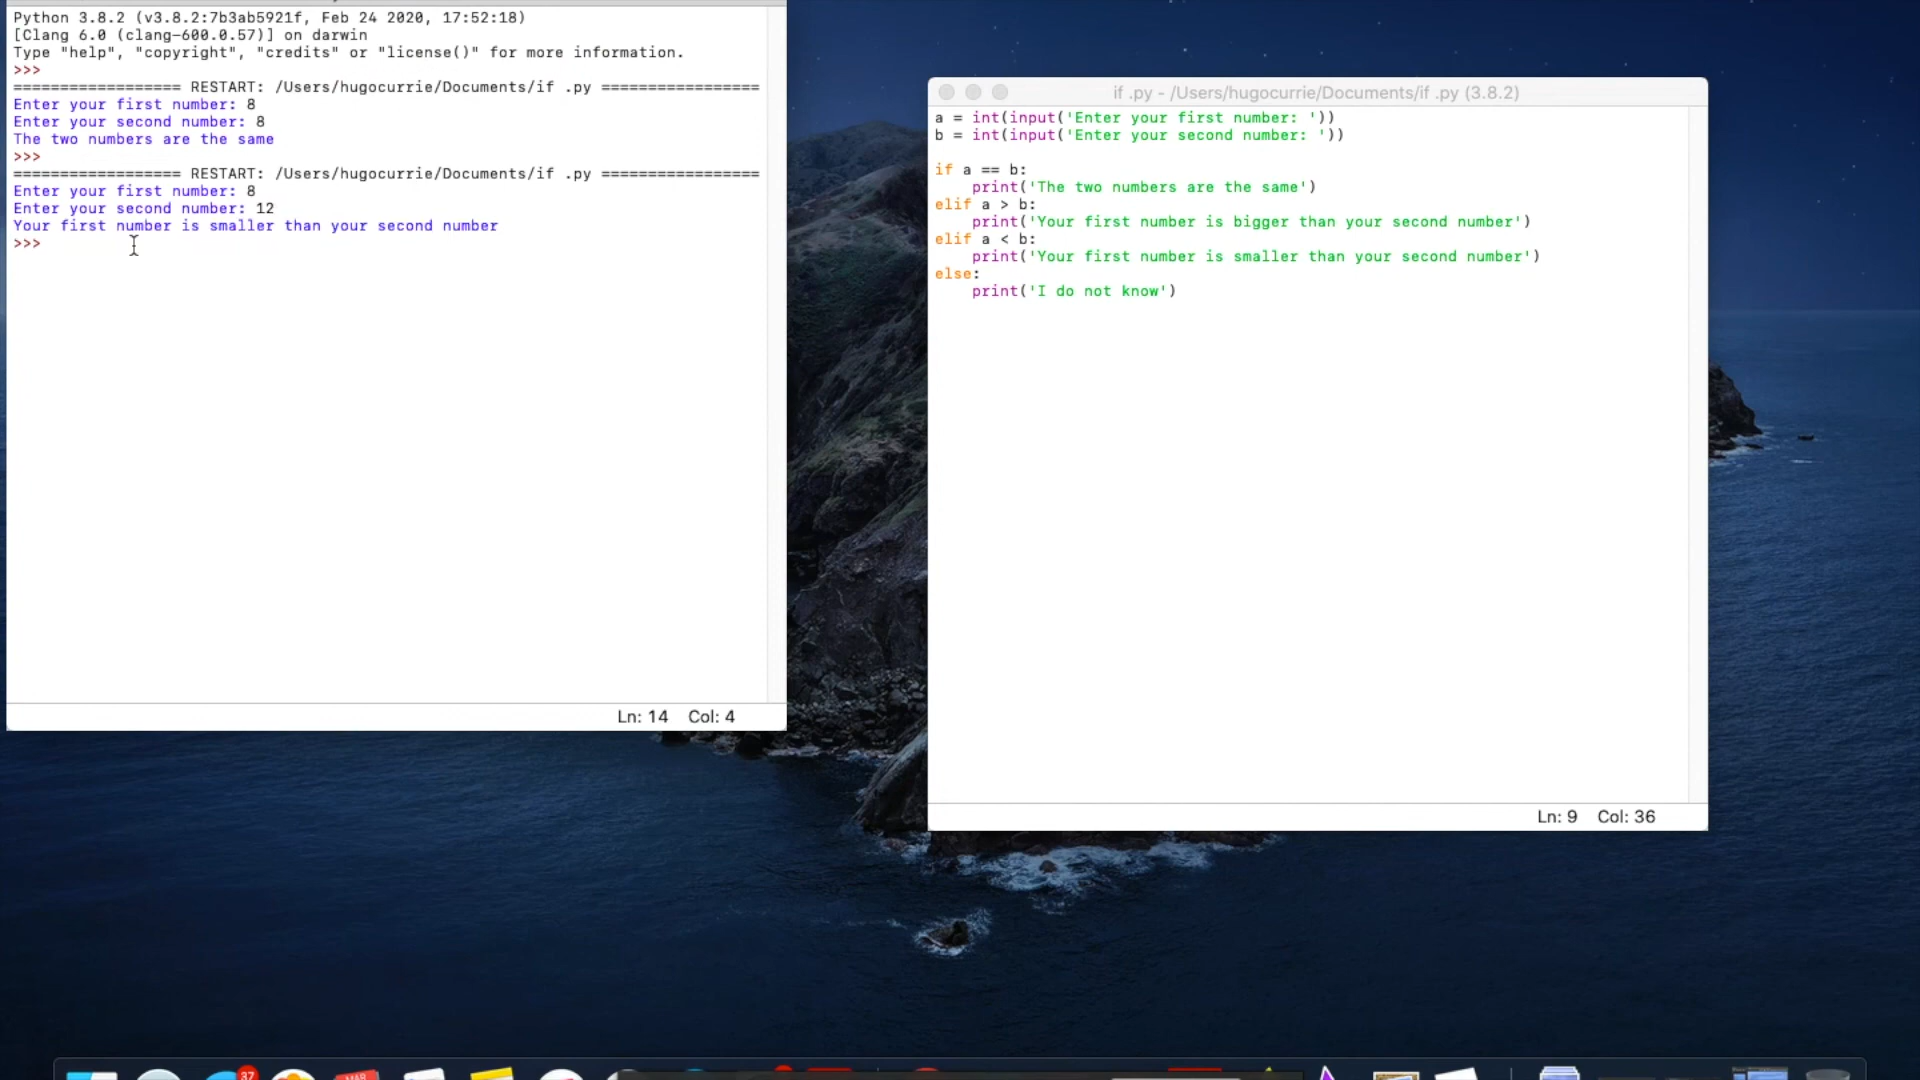 Python 3.8.2 (v3.8.2:7b3ab5921f, Feb 24 2020, 17:52:18)
[Clang 6.0 (clang-600.0.57)] on darwin
Type "help", "copyright", "credits" or "license()" for more information.
>>>
================== RESTART: /Users/hugocurrie/Documents/if .py =================
Enter your first number: 8
Enter your second number: 8
The two numbers are the same
>>>
================== RESTART: /Users/hugocurrie/Documents/if .py =================
Enter your first number: 8
Enter your second number: 12
Your first number is smaller than your second number
>>>
Ln: 14 Col: 4
if .py - /Users/hugocurrie/Documents/if .py (3.8.2)
a = int(input('Enter your first number: '))
b = int(input('Enter your second number: '))
if a == b:
    print('The two numbers are the same')
elif a > b:
    print('Your first number is bigger than your second number')
elif a < b:
    print('Your first number is smaller than your second number')
else:
    print('I do not know')
Ln: 9 Col: 36
37
MAR